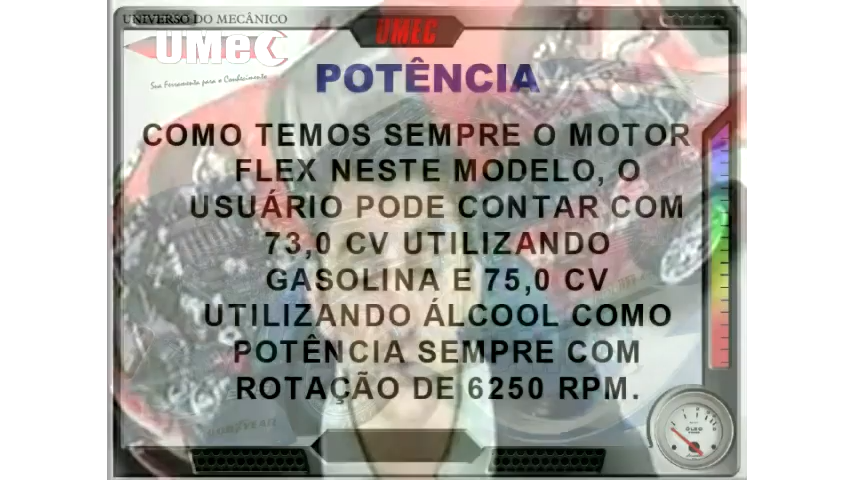 UNIVERSO DO MECÂNICO
UMEC
UMeC
Sua Ferramenta para o Conhecimento
POTÊNCIA
COMO TEMOS SEMPRE O MOTOR
FLEX NESTE MODELO, O
USUÁRIO PODE CONTAR COM
73,0 CV UTILIZANDO
GASOLINA E 75,0 CV
UTILIZANDO ÁLCOOL COMO
POTÊNCIA SEMPRE COM
ROTAÇÃO DE 6250 RPM.